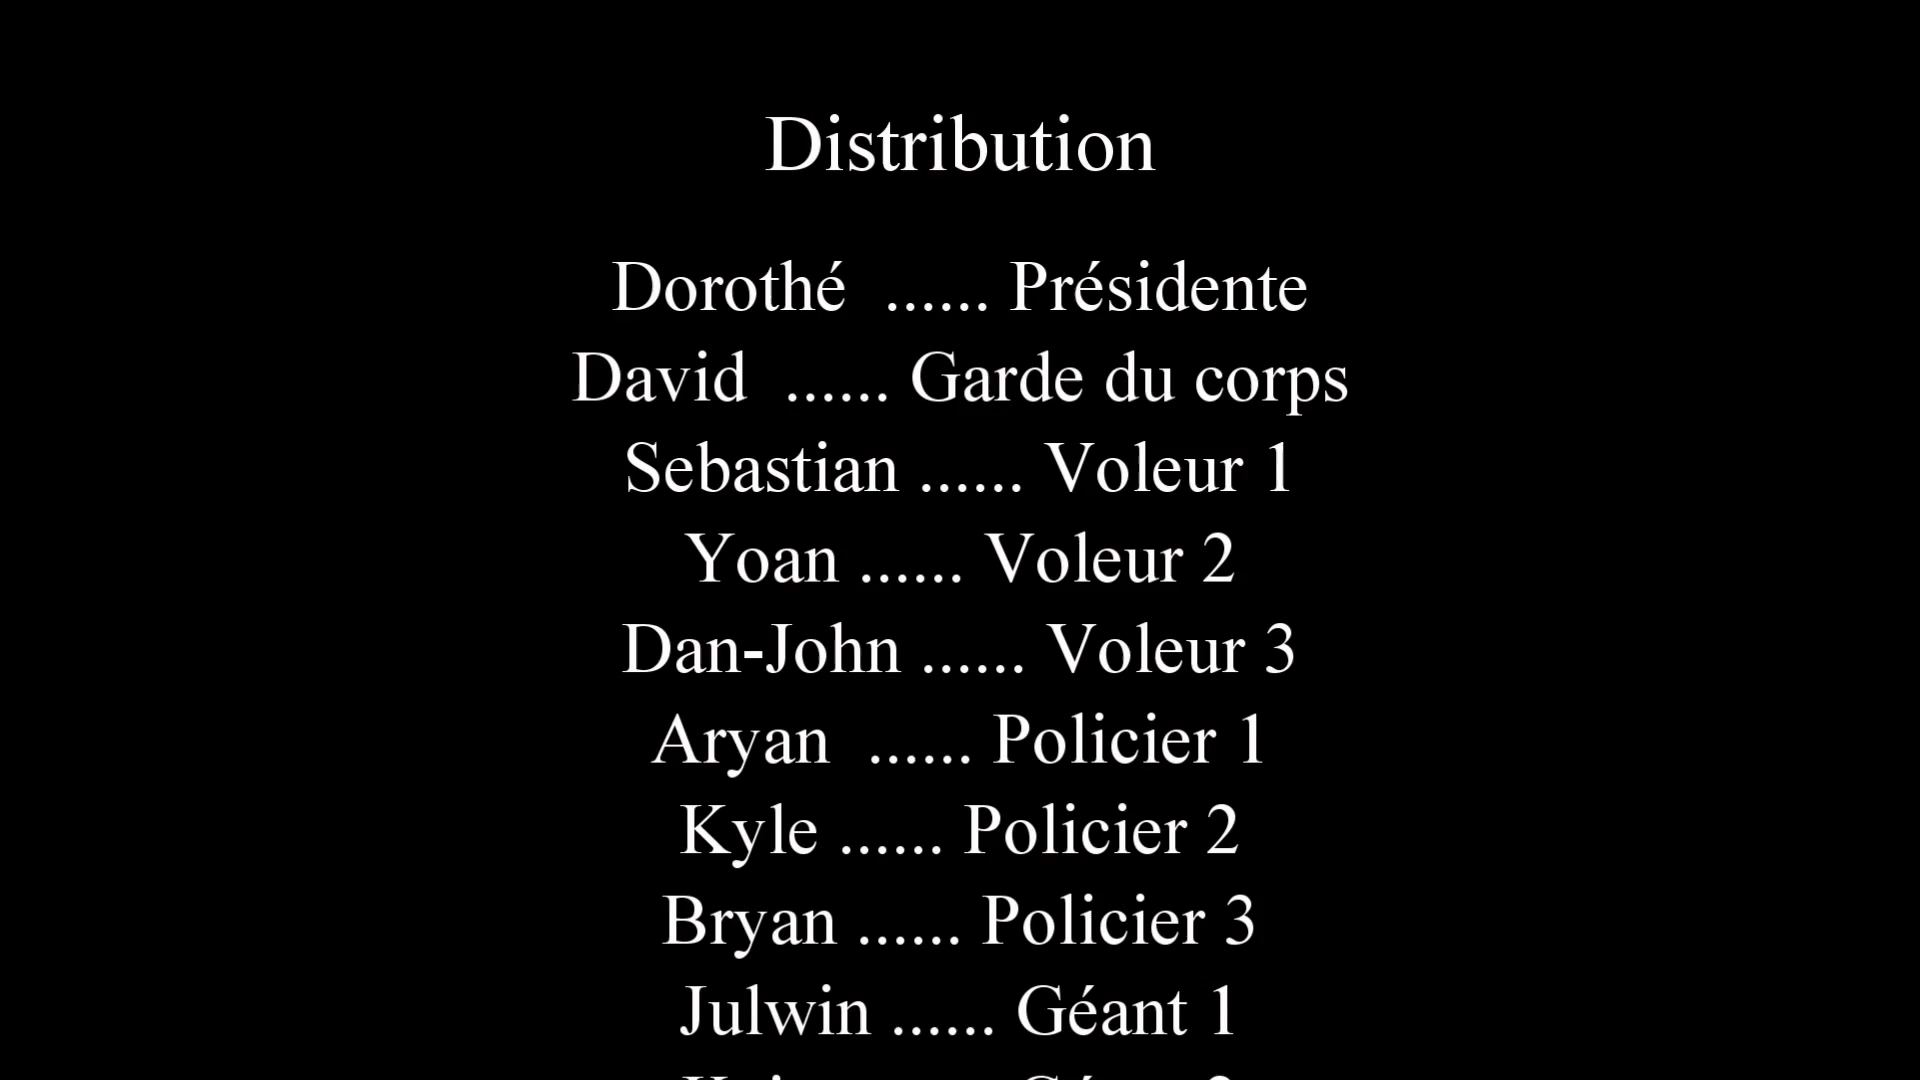 Distribution
Dorothé ...... Présidente
David ...... Garde du corps
Sebastian ...... Voleur 1
Yoan ...... Voleur 2
Dan-John ...... Voleur 3
Aryan ...... Policier 1
Kyle ...... Policier 2
Bryan ...... Policier 3
Julwin ...... Géant 1